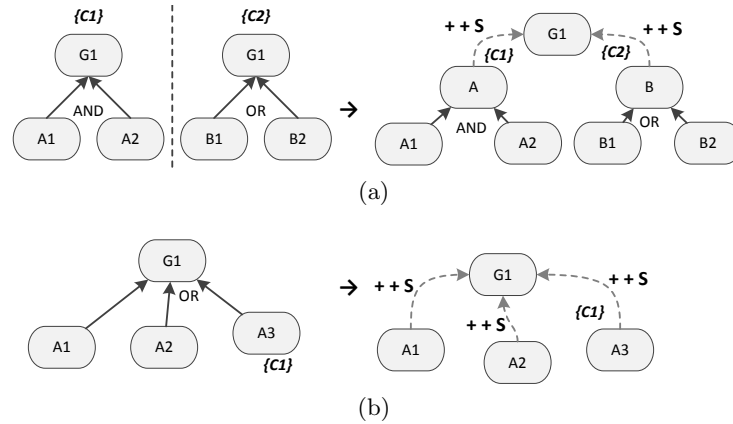 {C1} {C2}
G1 G1 ++S G1 ++S
{C1} {C2}
A B
AND OR AND OR
A1 A2 B1 B2 A1 A2 B1 B2
(a)
G1 G1
OR ++S ++S
{C1}
A1 A2 A3 ++S A1 A2 A3
{C1}
(b)